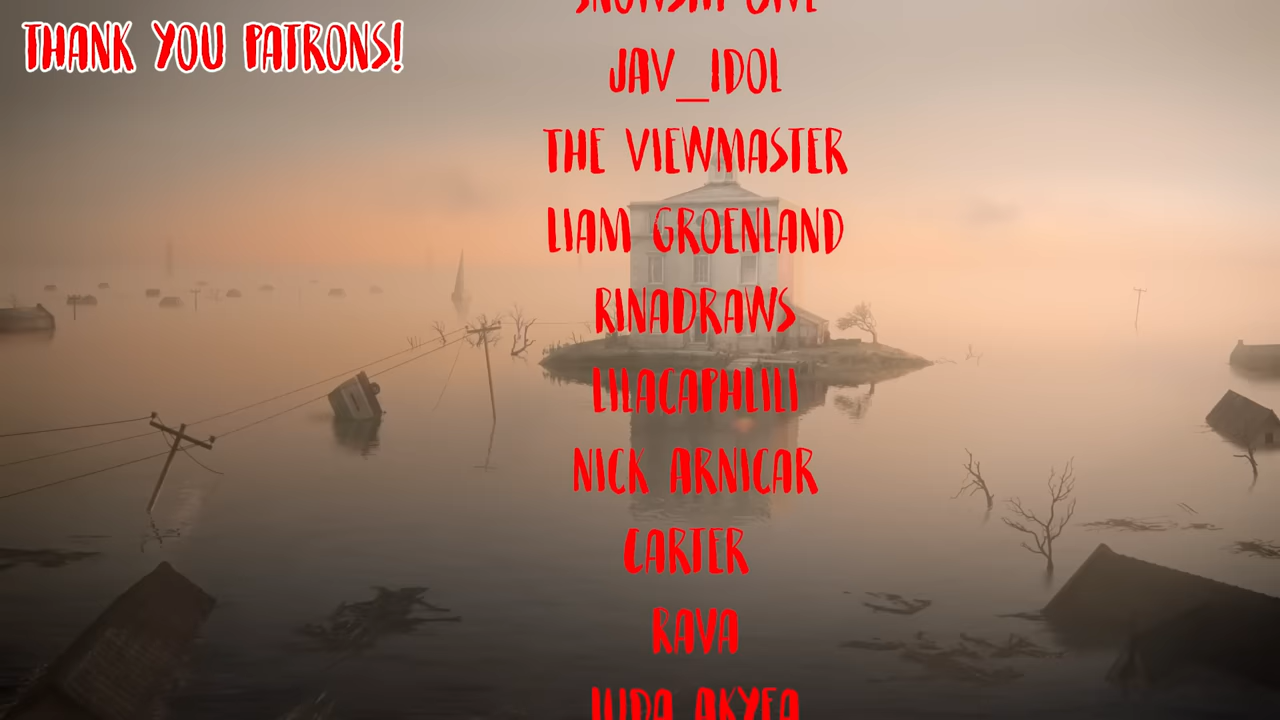 THANK YOU PATRONS!
JAV_IDOL
THE VIEWMASTER
LIAM GROENLAND
RINADRAWS
LILACAPHLILI
NICK ARNICAR
CARTER
RAVA